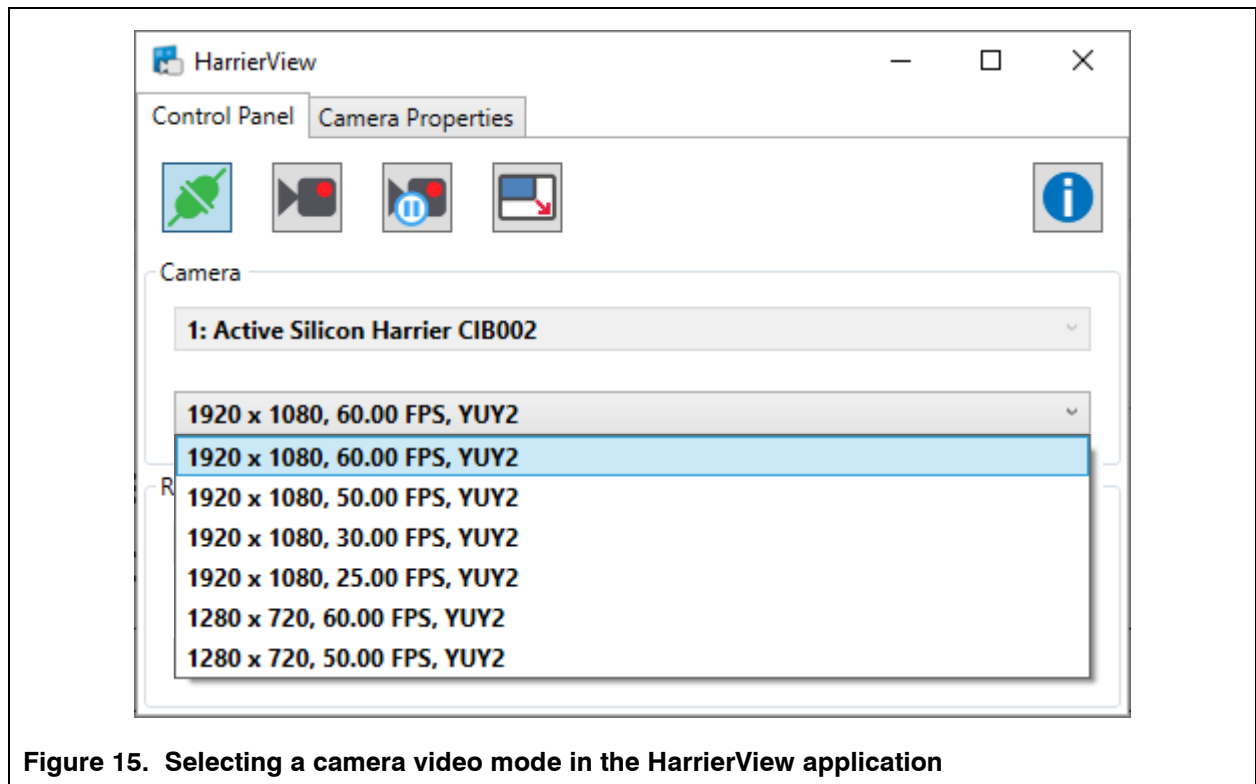 HarrierView
Control Panel Camera Properties
Camera
1: Active Silicon Harrier CIB002
1920 x 1080, 60.00 FPS, YUY2
1920 x 1080, 60.00 FPS, YUY2
R
1920 x 1080, 50.00 FPS, YUY2
1920 x 1080, 30.00 FPS, YUY2
1920 x 1080, 25.00 FPS, YUY2
1280 x 720, 60.00 FPS, YUY2
1280 x 720, 50.00 FPS, YUY2
Figure 15. Selecting a camera video mode in the HarrierView application